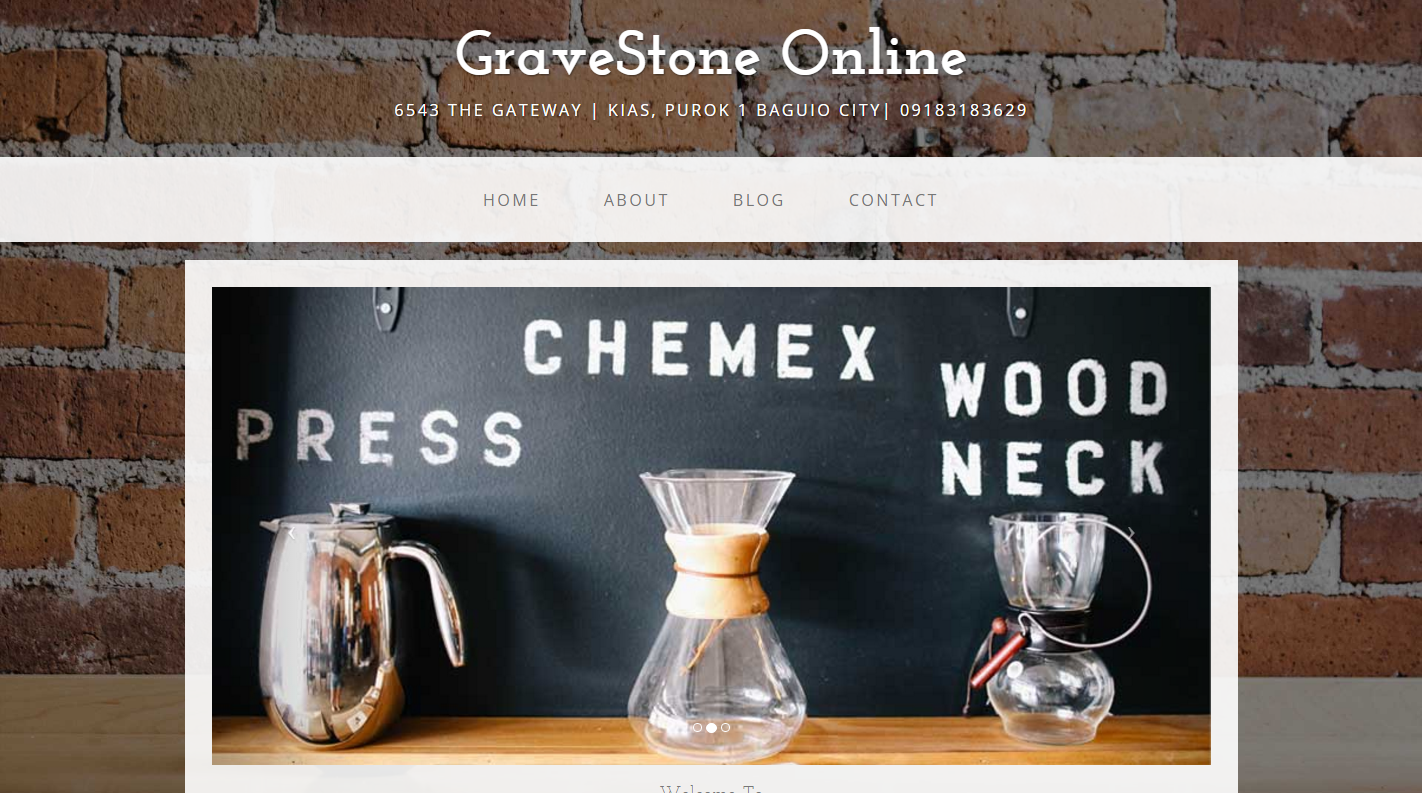 GraveStone Online
6543 THE GATEWAY | KIAS, PUROK 1 BAGUIO CITY| 09183183629
HOME ABOUT BLOG CONTACT
CHEMEX
PRESS
WOOD
NECK
Welcome To